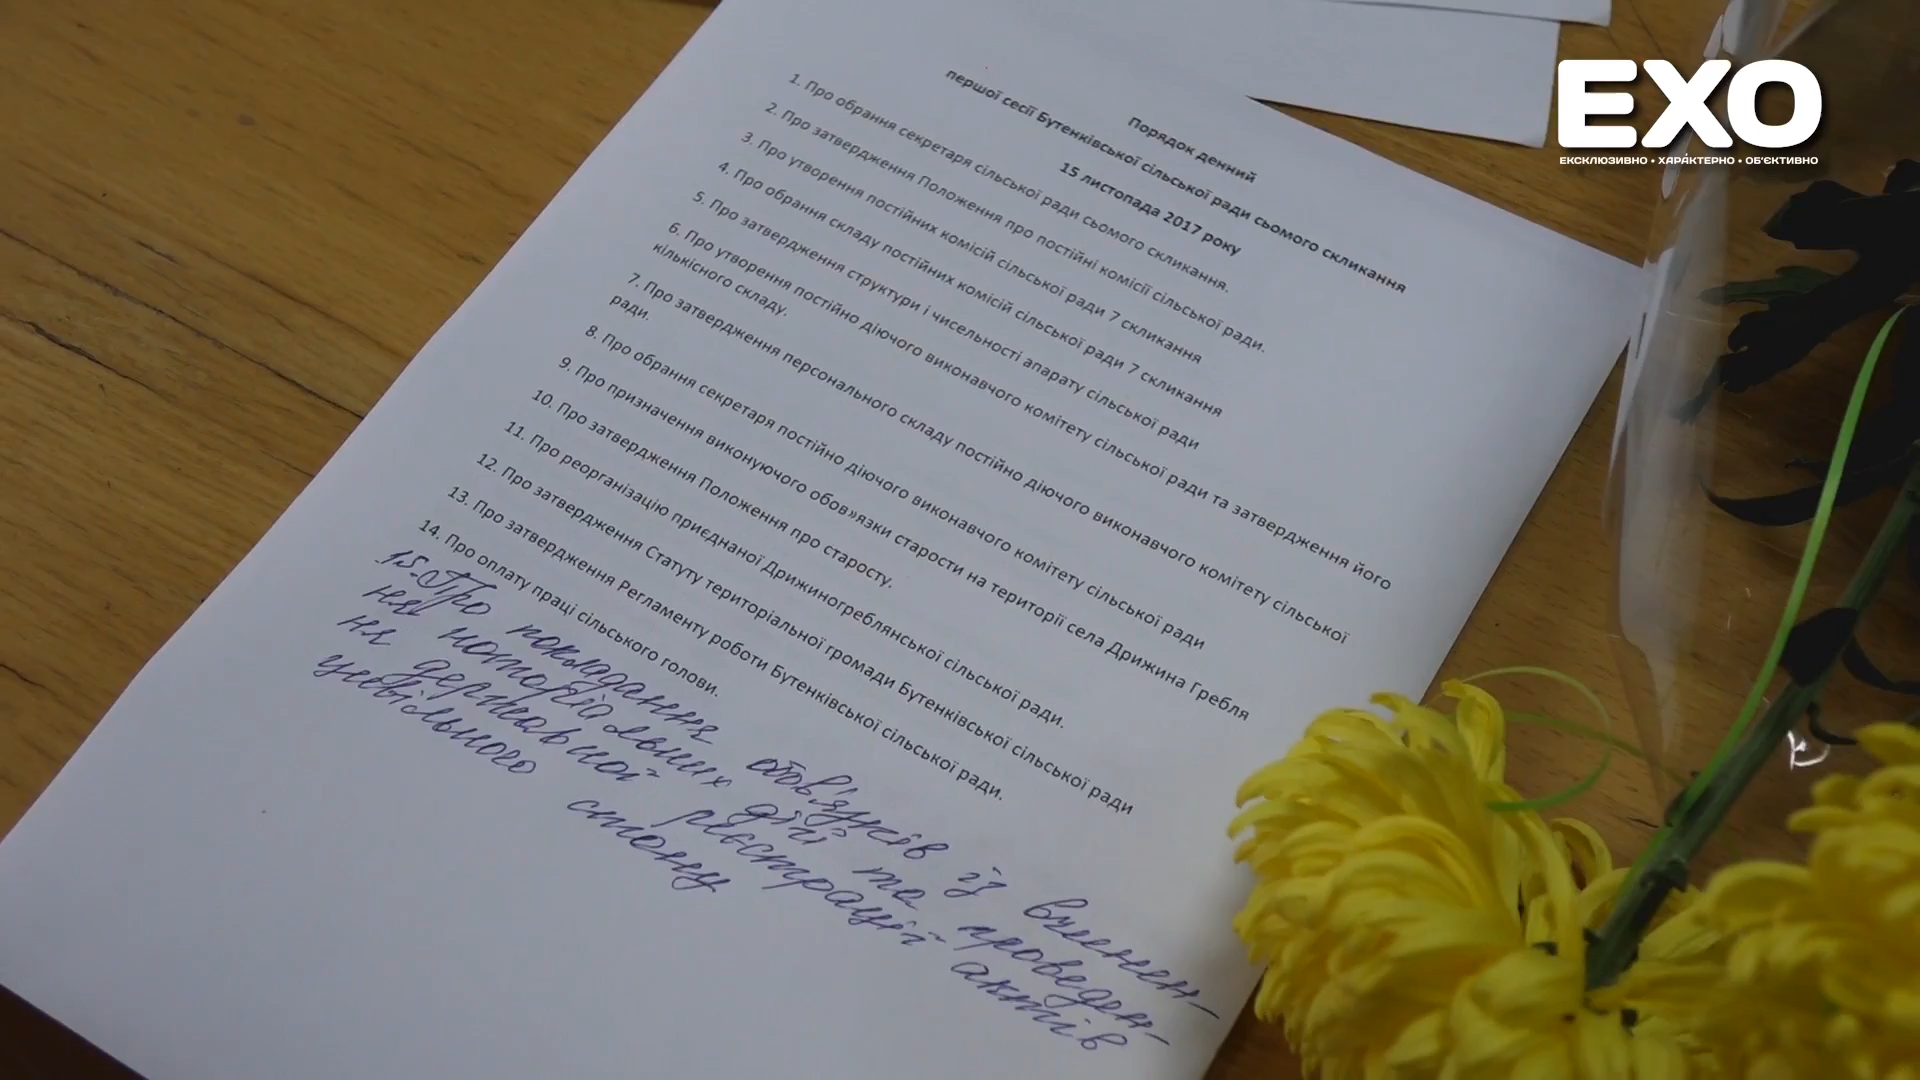 Порядок денний
першої сесії Бутенківської сільської ради сьомого скликання
15 листопада 2017 року
1. Про обрання секретаря сільської ради сьомого скликання.
2. Про затвердження Положення про постійні комісії сільської ради.
3. Про утворення постійних комісій сільської ради 7 скликання
4. Про обрання складу постійних комісій сільської ради 7 скликання
5. Про затвердження структури і чисельності апарату сільської ради
6. Про утворення постійно діючого виконавчого комітету сільської ради та затвердження його
кількісного складу.
7. Про затвердження персонального складу постійно діючого виконавчого комітету сільської
ради.
8. Про обрання секретаря постійно діючого виконавчого комітету сільської ради
9. Про призначення виконуючого обов»язки старости на території села Дрижина Гребля
10. Про затвердження Положення про старосту.
11. Про реорганізацію приєднаної Дрижиногреблянської сільської ради.
12. Про затвердження Статуту територіальної громади Бутенківської сільської ради
13. Про затвердження Регламенту роботи Бутенківської сільської ради.
14. Про оплату праці сільського голови.
15. Про покладання обов'язків із вчинен-
ня нотаріальних дій та проведен-
ня державної реєстрації актів
цивільного стану
ЕХО
ЕКСКЛЮЗИВНО • ХАРА́КТЕРНО • ОБ'ЄКТИВНО